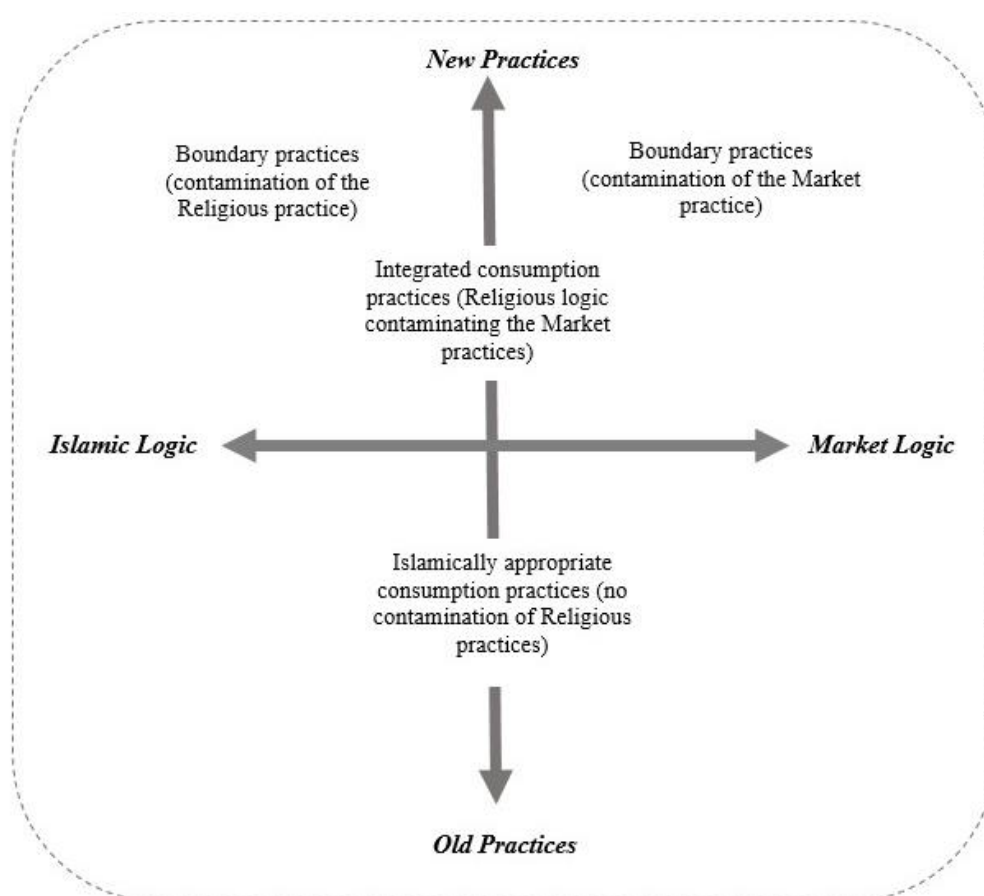 New Practices
Boundary practices
(contamination of the
Religious practice)
Boundary practices
(contamination of the Market
practice)
Integrated consumption
practices (Religious logic
contaminating the Market
practices)
Islamic Logic
Market Logic
Islamically appropriate
consumption practices (no
contamination of Religious
practices)
Old Practices